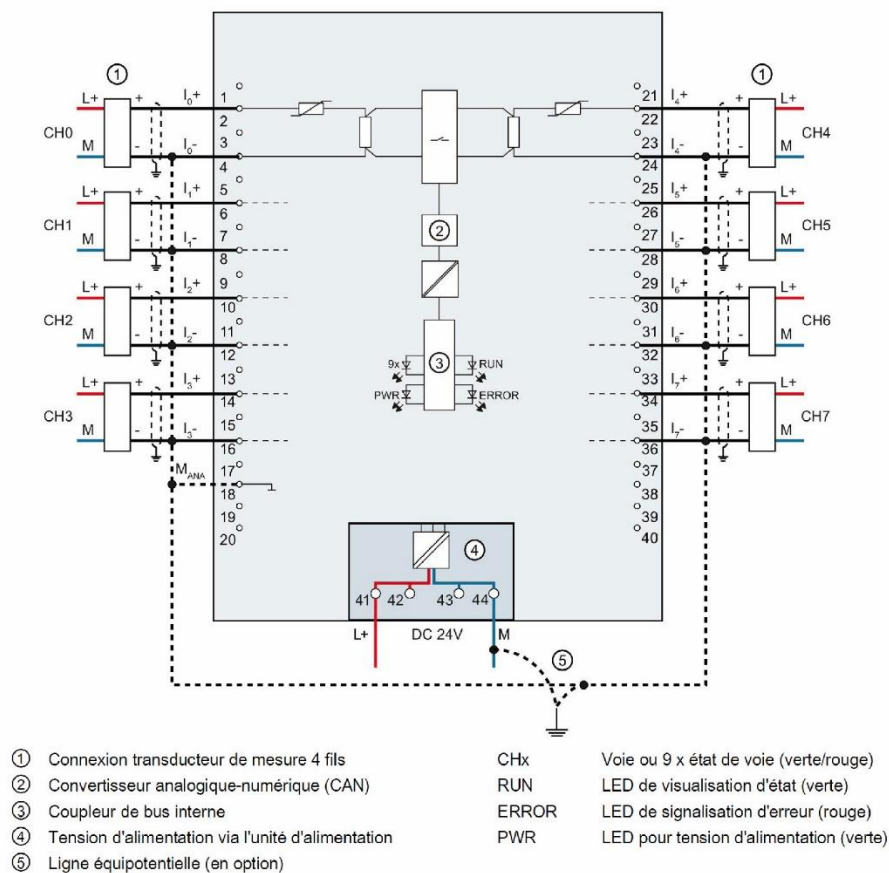 ① ①
L+ + I₀+ 1 21 I₄+ + L+
2 22
CH0 3 23 CH4
M - I₀- 4 24 I₄- - M
L+ + I₁+ 5 25 I₅+ + L+
6 26
CH1 7 27 CH5
M - I₁- 8 28 I₅- - M
②
L+ + I₂+ 9 29 I₆+ + L+
10 30
CH2 11 31 CH6
M - I₂- 12 32 I₆- - M
9x ③ RUN
L+ + I₃+ 13 33 I₇+ + L+
14 PWR ERROR 34
CH3 15 35 CH7
M - I₃- 16 36 I₇- - M
M_ANA 17 37
18 38
19 39
20 40
④
41 42 43 44
L+ DC 24V M
⑤
① Connexion transducteur de mesure 4 fils
② Convertisseur analogique-numérique (CAN)
③ Coupleur de bus interne
④ Tension d'alimentation via l'unité d'alimentation
⑤ Ligne équipotentielle (en option)
CHx Voie ou 9 x état de voie (verte/rouge)
RUN LED de visualisation d'état (verte)
ERROR LED de signalisation d'erreur (rouge)
PWR LED pour tension d'alimentation (verte)